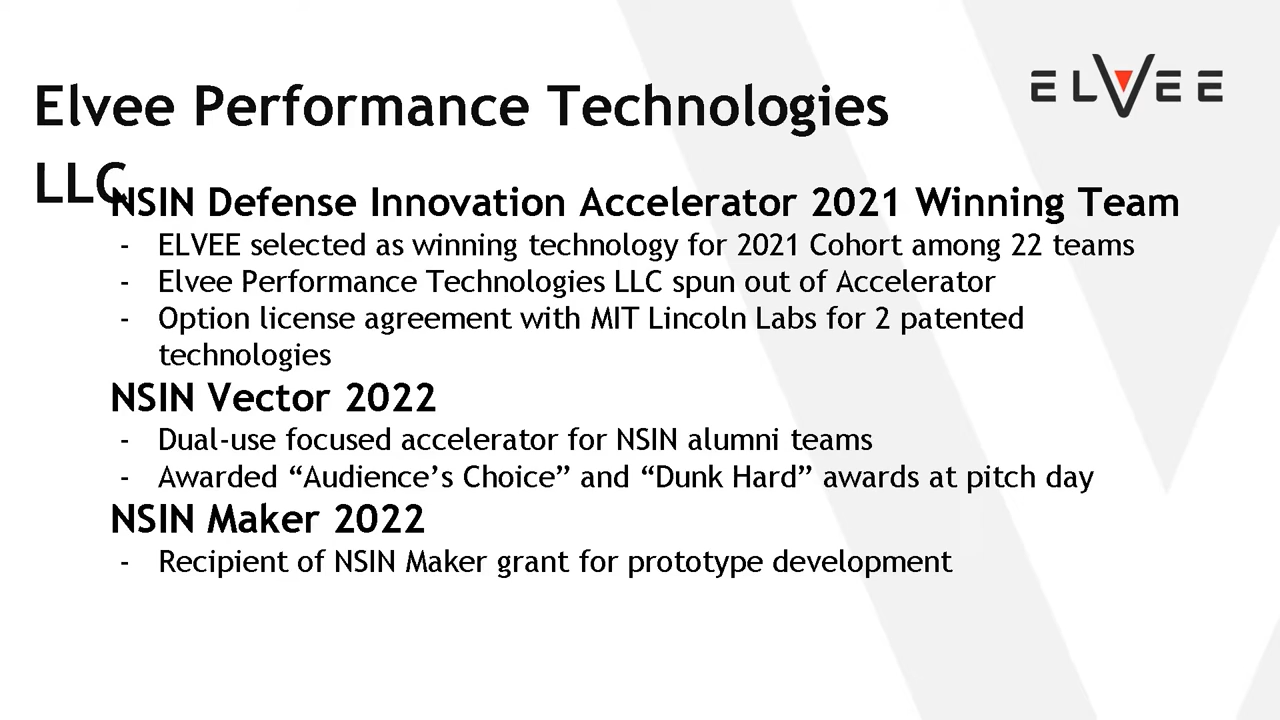 ELVEE
Elvee Performance Technologies
LLC
NSIN Defense Innovation Accelerator 2021 Winning Team
- ELVEE selected as winning technology for 2021 Cohort among 22 teams
- Elvee Performance Technologies LLC spun out of Accelerator
- Option license agreement with MIT Lincoln Labs for 2 patented
technologies
NSIN Vector 2022
- Dual-use focused accelerator for NSIN alumni teams
- Awarded “Audience’s Choice” and “Dunk Hard” awards at pitch day
NSIN Maker 2022
- Recipient of NSIN Maker grant for prototype development